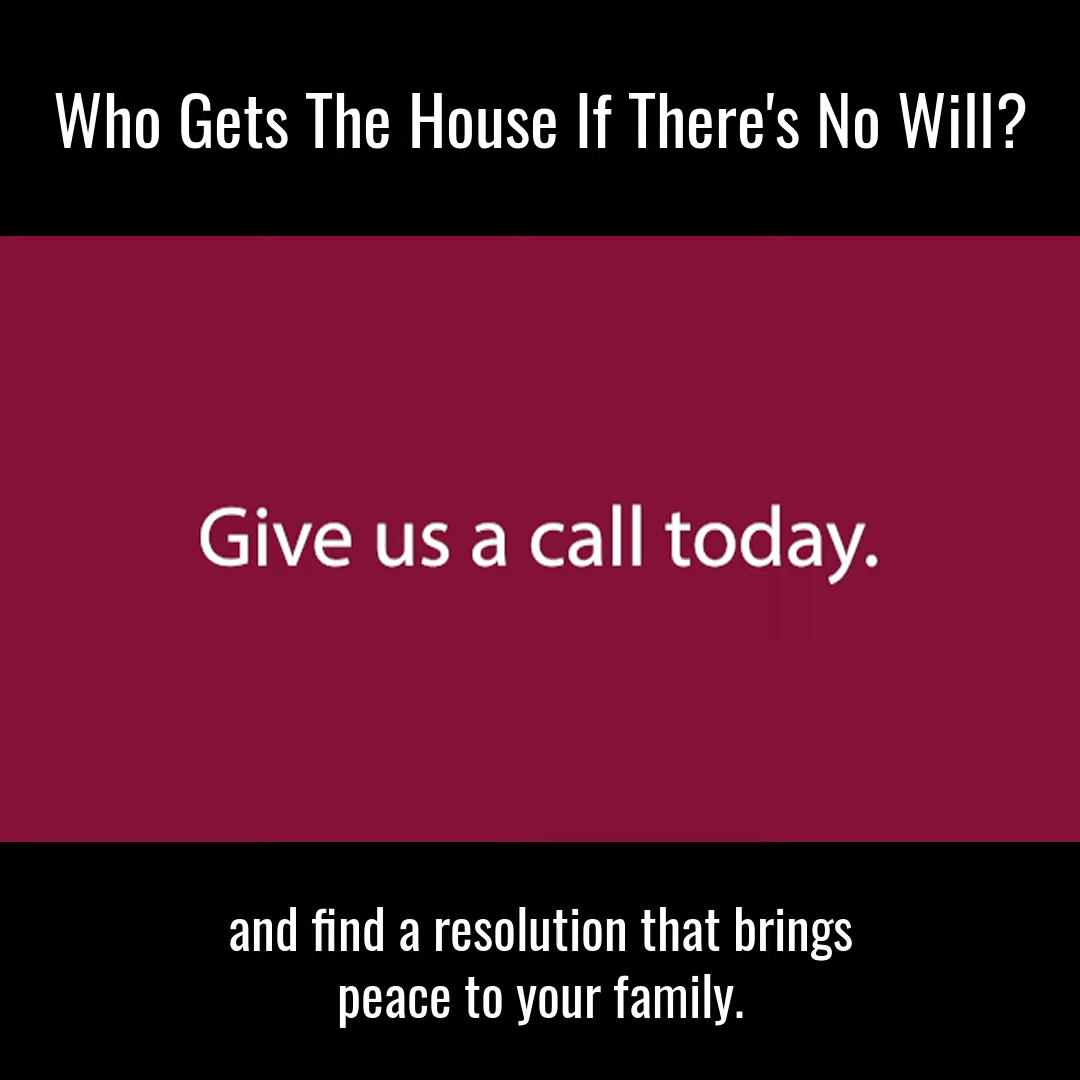 Who Gets The House If There's No Will?
Give us a call today.
and find a resolution that brings
peace to your family.